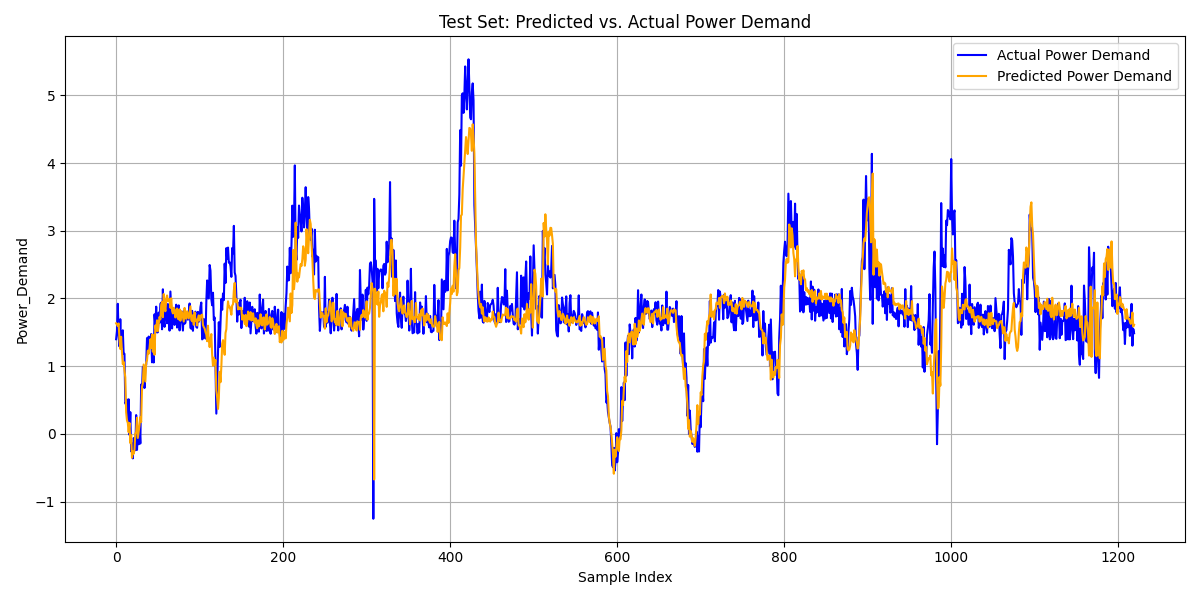 Test Set: Predicted vs. Actual Power Demand
Actual Power Demand
Predicted Power Demand
Power_Demand
5
4
3
2
1
0
−1
0
200
400
600
800
1000
1200
Sample Index